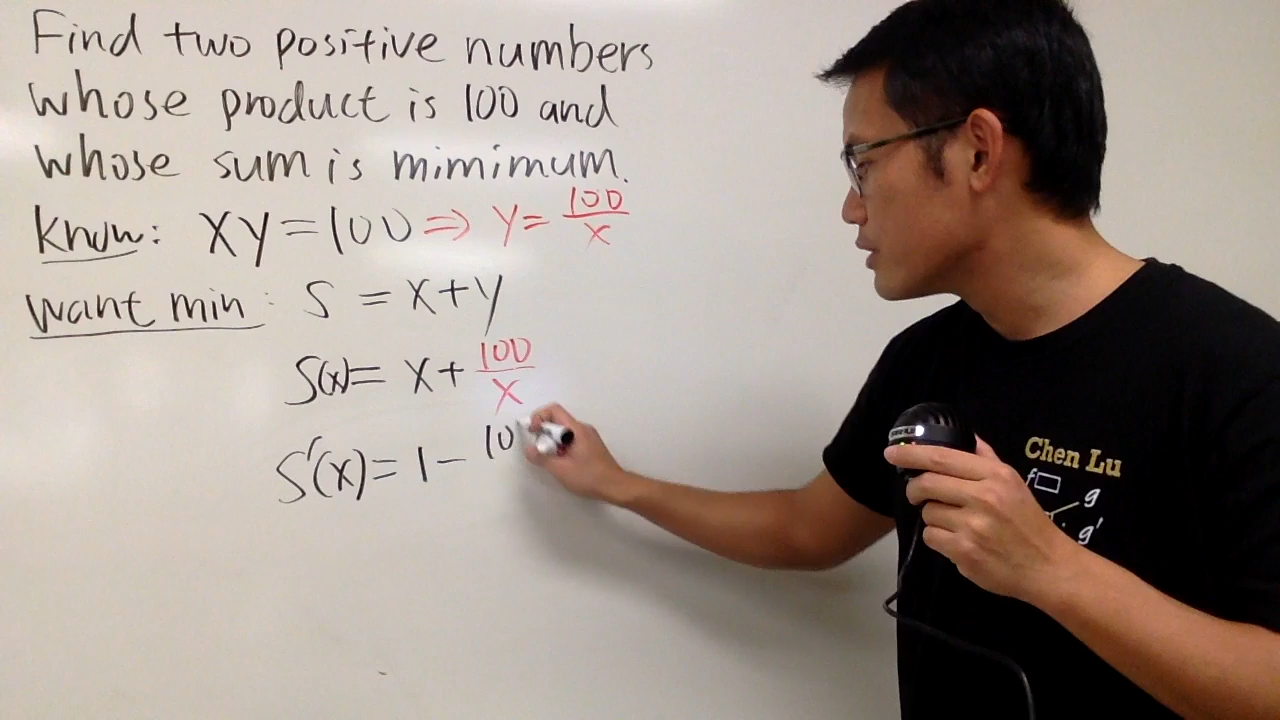 Find two positive numbers
whose product is 100 and
whose sum is mimimum.
Know: XY = 100 ⇒ Y = 100/x
Want min: S = X + Y
S(x) = X + 100/X
S'(x) = 1 - 10
Chen Lu
f g
g'